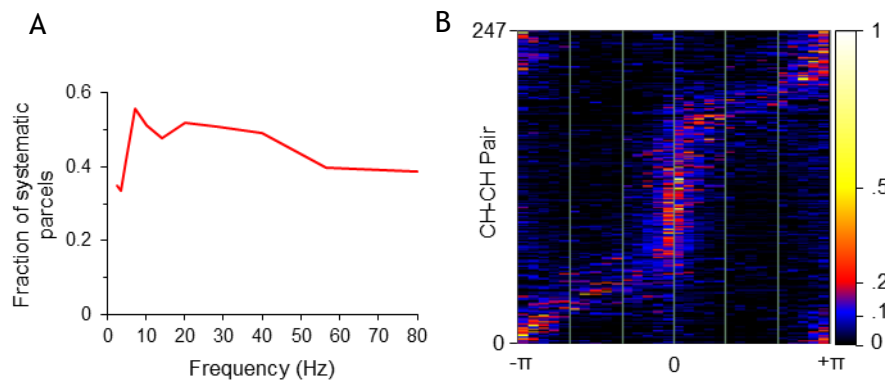 A
Fraction of systematic
parcels
0.6
0.4
0.2
0
0 10 20 30 40 50 60 70 80
Frequency (Hz)
B
CH-CH Pair
247
0
-π 0 +π
1
.5
.2
.1
0